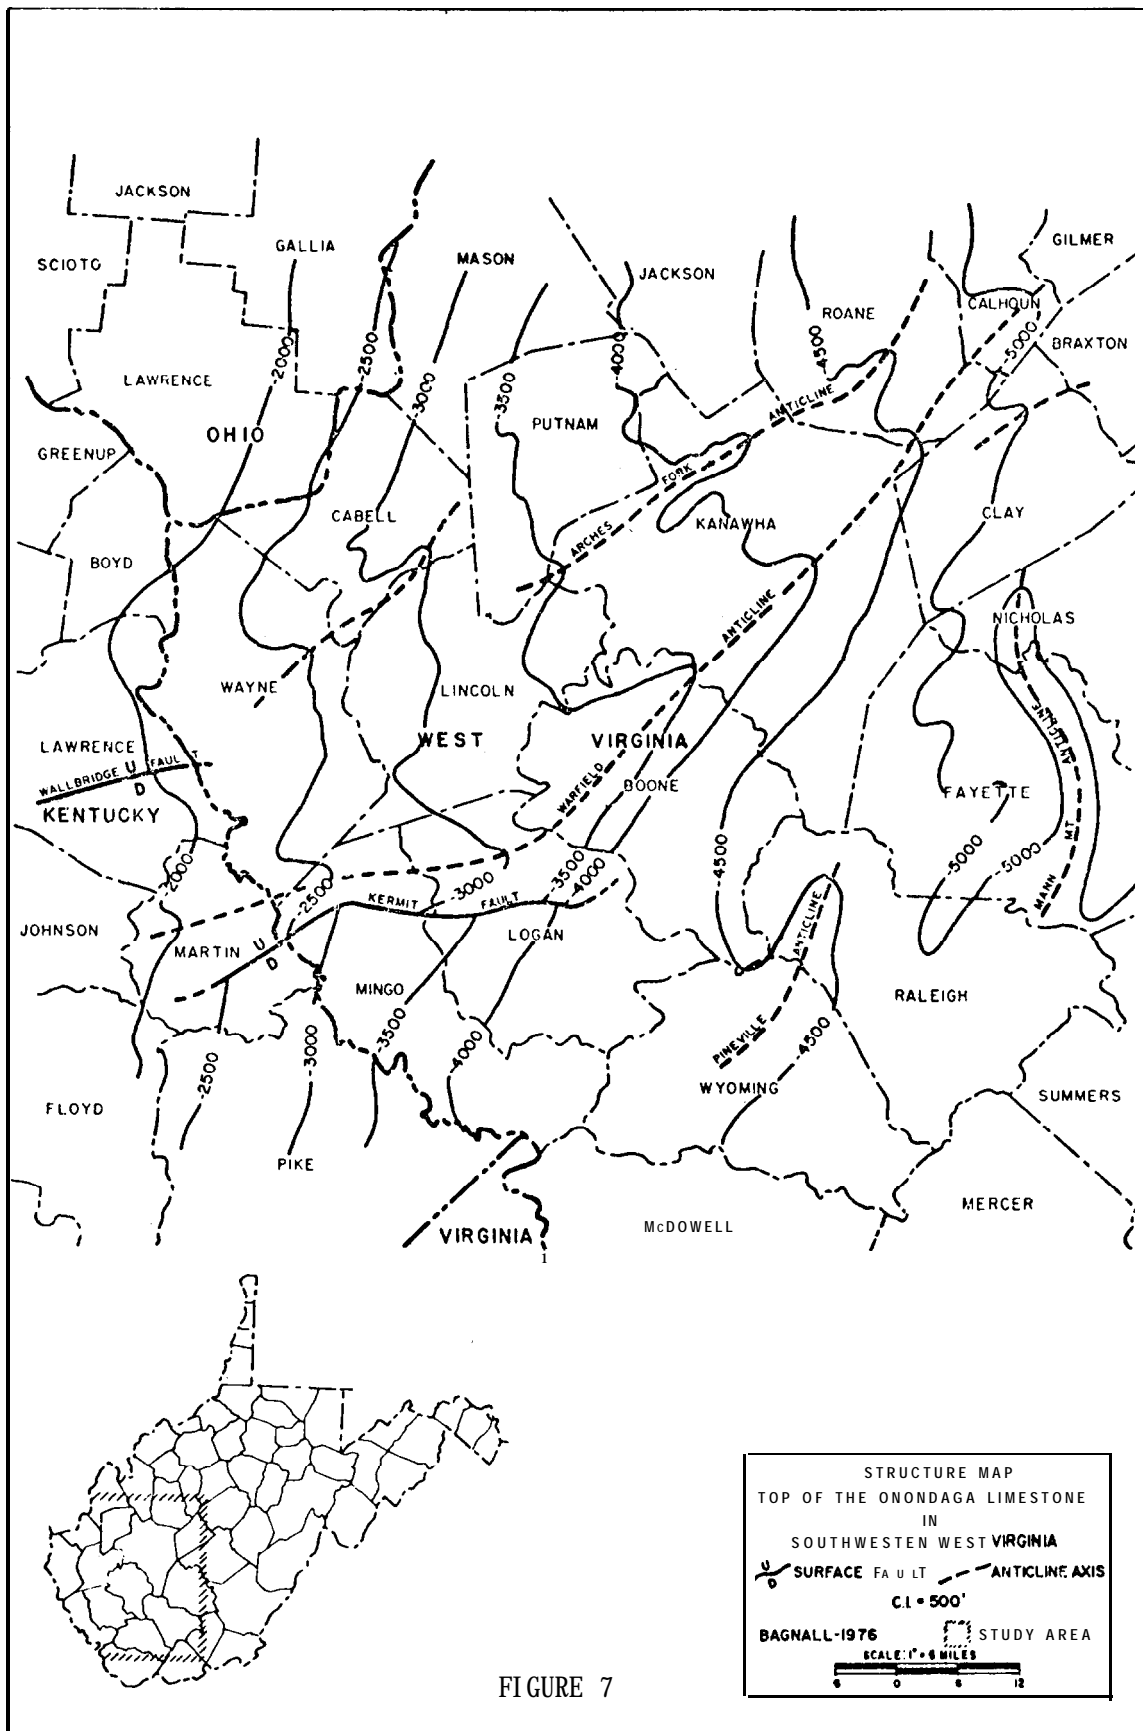 JACKSON
GALLIA
SCIOTO
MASON
JACKSON
GILMER
ROANE
CALHOUN
BRAXTON
-2000
-2500
-3000
-3500
-4000
-4500
-5000
LAWRENCE
OHIO
PUTNAM
ANTICLINE
GREENUP
FORK
CABELL
KANAWHA
CLAY
ARCHES
BOYD
ANTICLINE
NICHOLAS
WAYNE
LINCOLN
ANTICLINE
WEST VIRGINIA
LAWRENCE
WALLBRIDGE U FAULT
D
WARFIELD
BOONE
FAYETTE
KENTUCKY
MT
-2000
-2500
-3000
-3500
-4000
-4500
-5000
-5000
KERMIT FAULT
MANN
JOHNSON
MARTIN
U
D
LOGAN
ANTICLINE
MINGO
RALEIGH
-2500
-3000
-3500
-4000
PINEVILLE
-4500
WYOMING
FLOYD
SUMMERS
PIKE
MERCER
VIRGINIA
McDOWELL
1
STRUCTURE MAP
TOP OF THE ONONDAGA LIMESTONE
IN
SOUTHWESTEN WEST VIRGINIA
U
D
SURFACE FAULT
ANTICLINE AXIS
C.I. = 500'
BAGNALL-1976
STUDY AREA
SCALE: 1" = 6 MILES
6 0 6 12
FIGURE 7